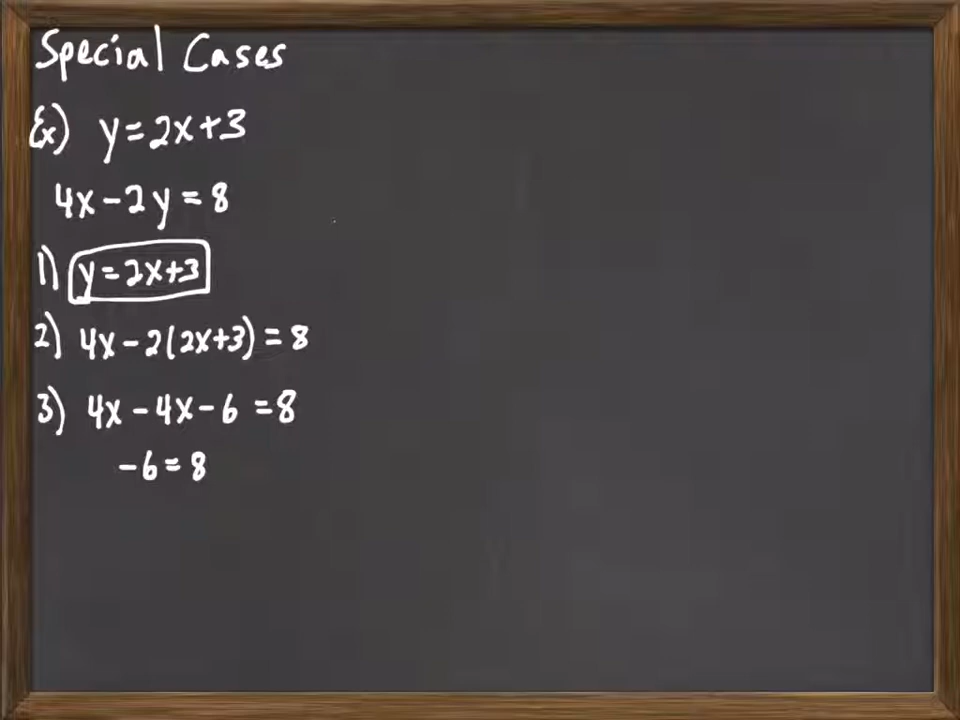 Special Cases
Ex) y=2x+3
4x-2y=8
1) y=2x+3
2) 4x-2(2x+3)=8
3) 4x-4x-6=8
-6=8